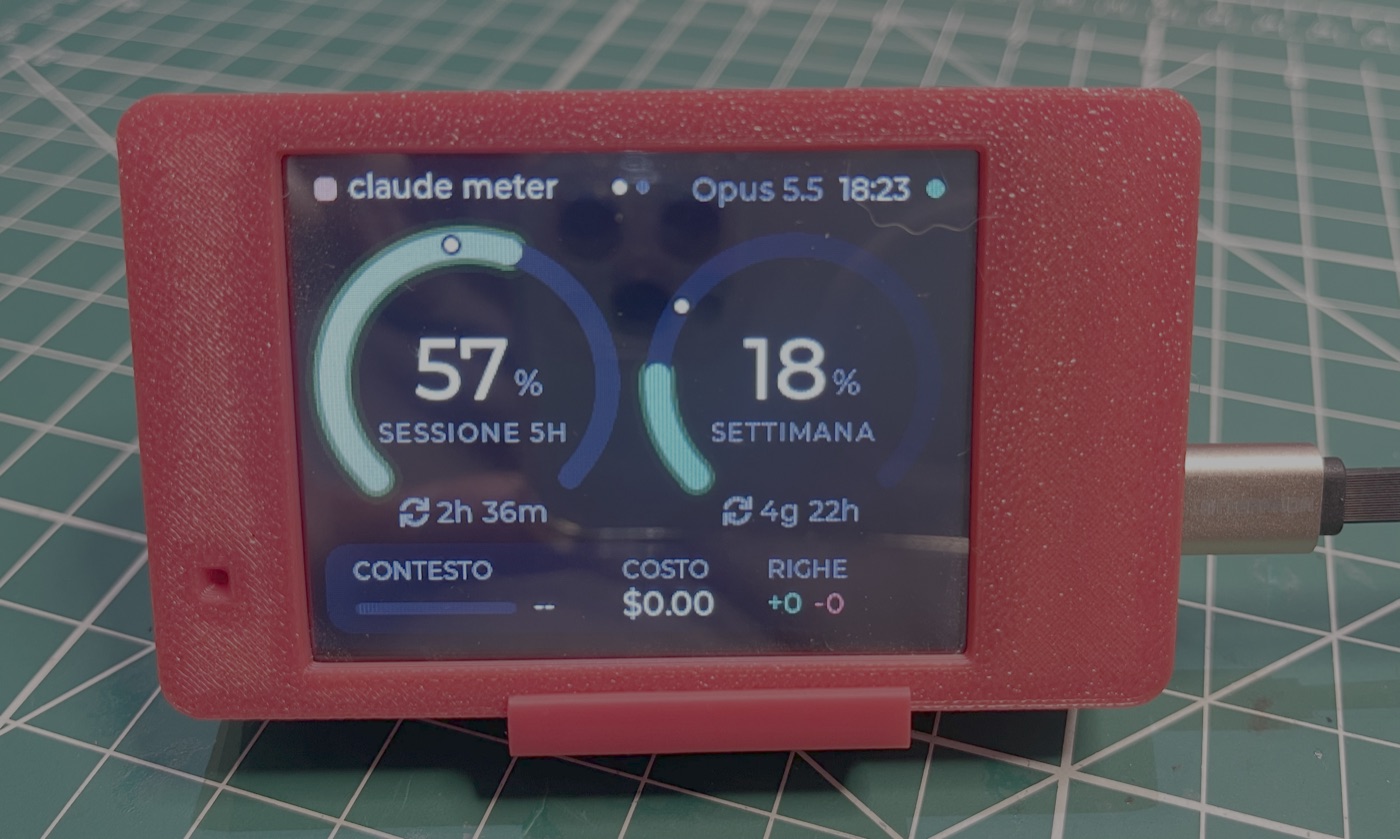 claude meter Opus 5.5 18:23
57 % 18 %
SESSIONE 5H SETTIMANA
2h 36m 4g 22h
CONTESTO COSTO RIGHE
-- $0.00 +0 -0